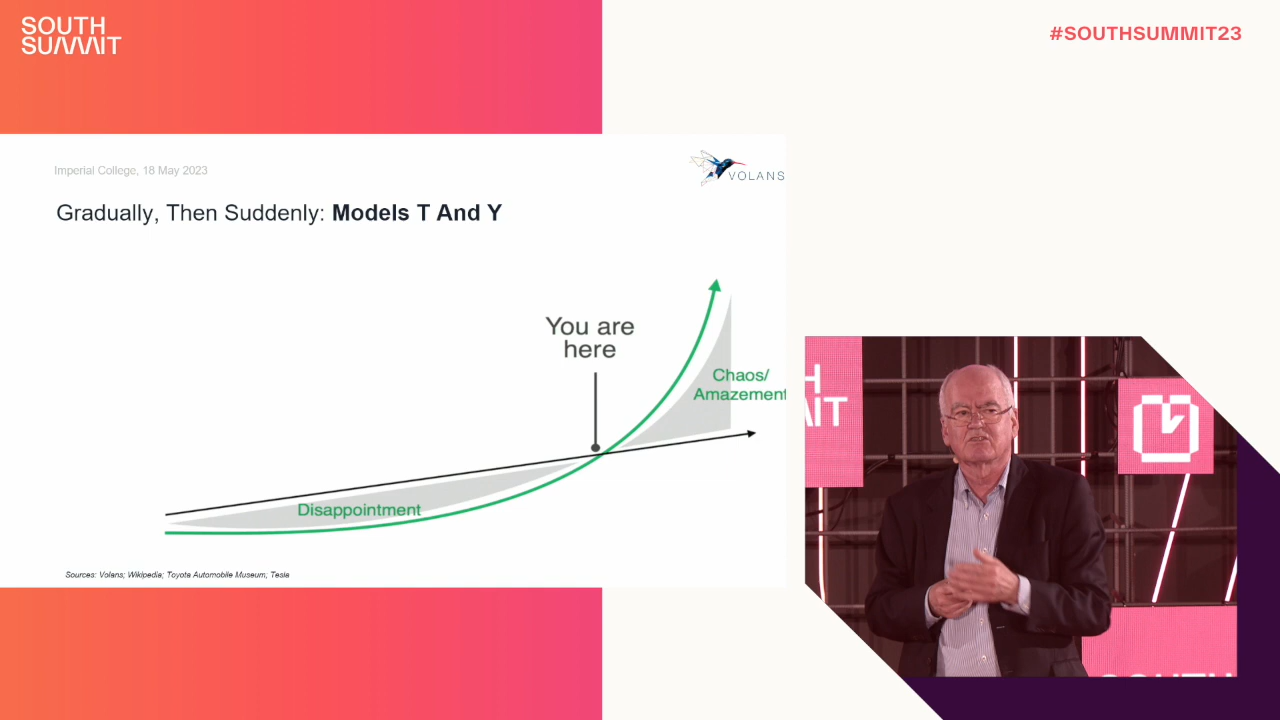 SOUTH
SUMMIT
#SOUTHSUMMIT23
Imperial College, 18 May 2023
VOLANS
Gradually, Then Suddenly: Models T And Y
You are
here
Chaos/
Amazement
Disappointment
Sources: Volans; Wikipedia; Toyota Automobile Museum; Tesla